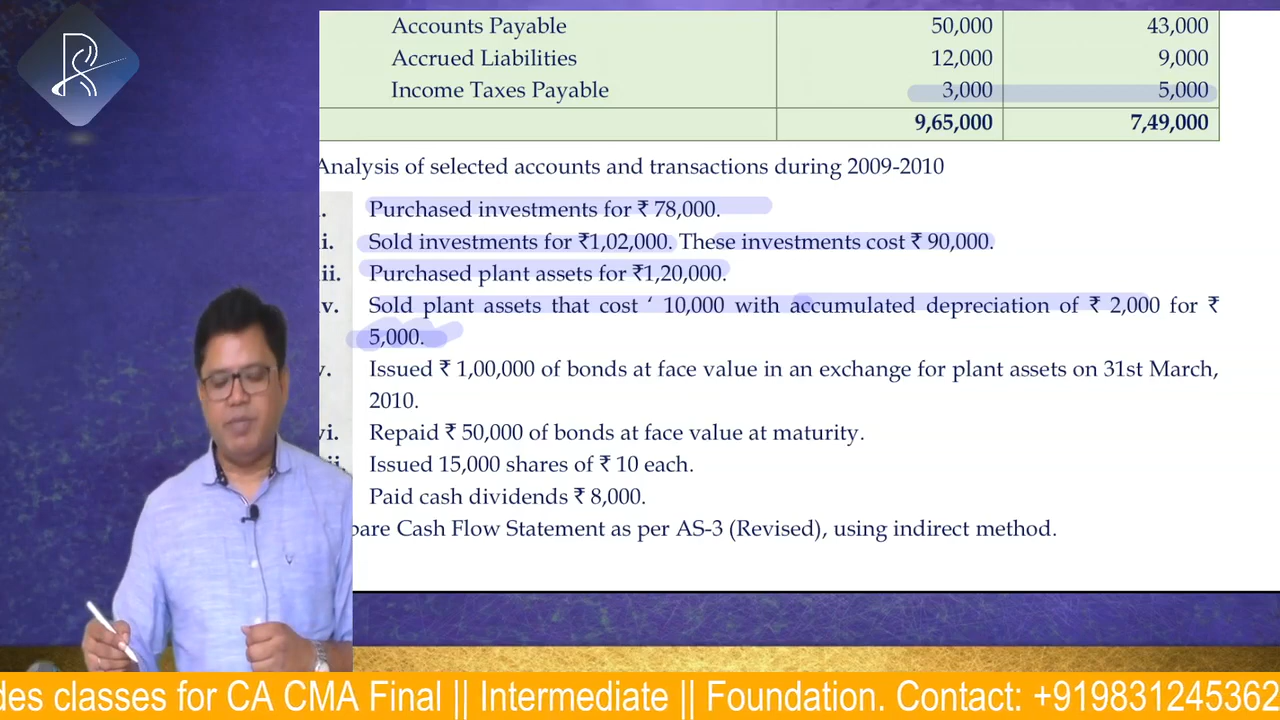 Accounts Payable 50,000 43,000
Accrued Liabilities 12,000 9,000
Income Taxes Payable 3,000 5,000
9,65,000 7,49,000
Analysis of selected accounts and transactions during 2009-2010
i. Purchased investments for ₹ 78,000.
ii. Sold investments for ₹1,02,000. These investments cost ₹ 90,000.
iii. Purchased plant assets for ₹1,20,000.
iv. Sold plant assets that cost ‘ 10,000 with accumulated depreciation of ₹ 2,000 for ₹
5,000.
v. Issued ₹ 1,00,000 of bonds at face value in an exchange for plant assets on 31st March,
2010.
vi. Repaid ₹ 50,000 of bonds at face value at maturity.
ii. Issued 15,000 shares of ₹ 10 each.
Paid cash dividends ₹ 8,000.
pare Cash Flow Statement as per AS-3 (Revised), using indirect method.
des classes for CA CMA Final || Intermediate || Foundation. Contact: +919831245362